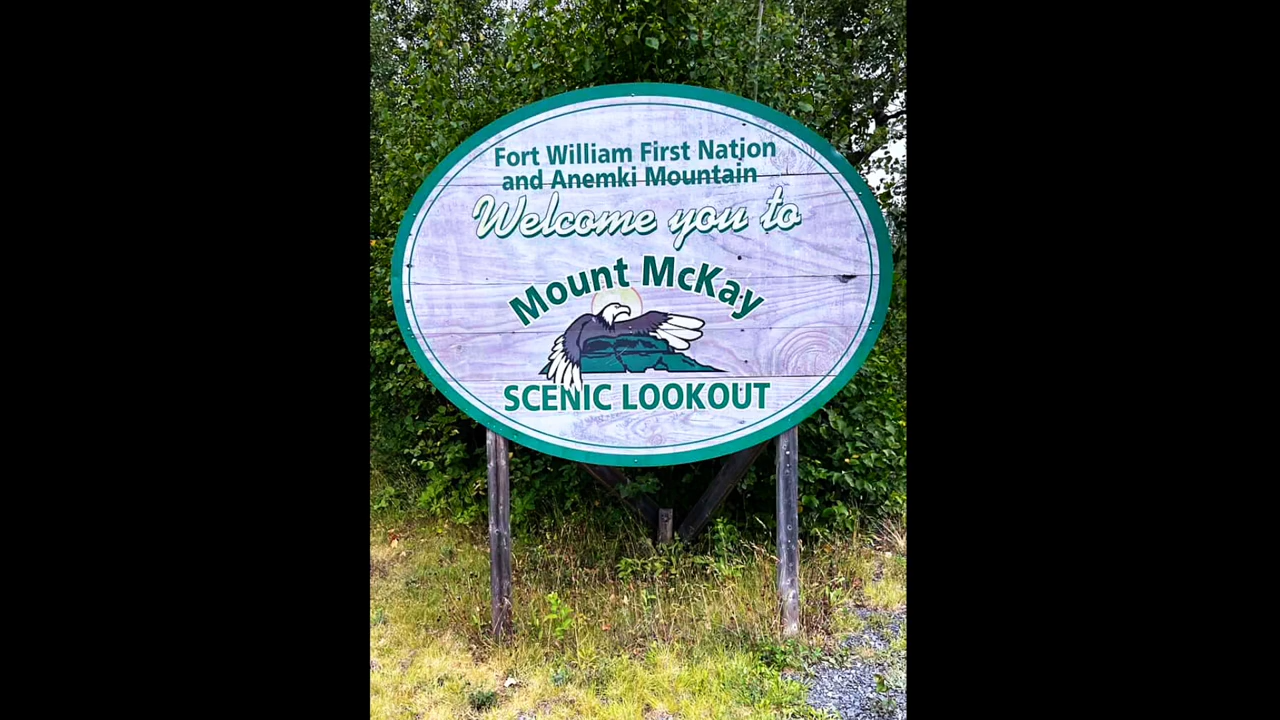 Fort William First Nation
and Anemki Mountain
Welcome you to
Mount McKay
SCENIC LOOKOUT